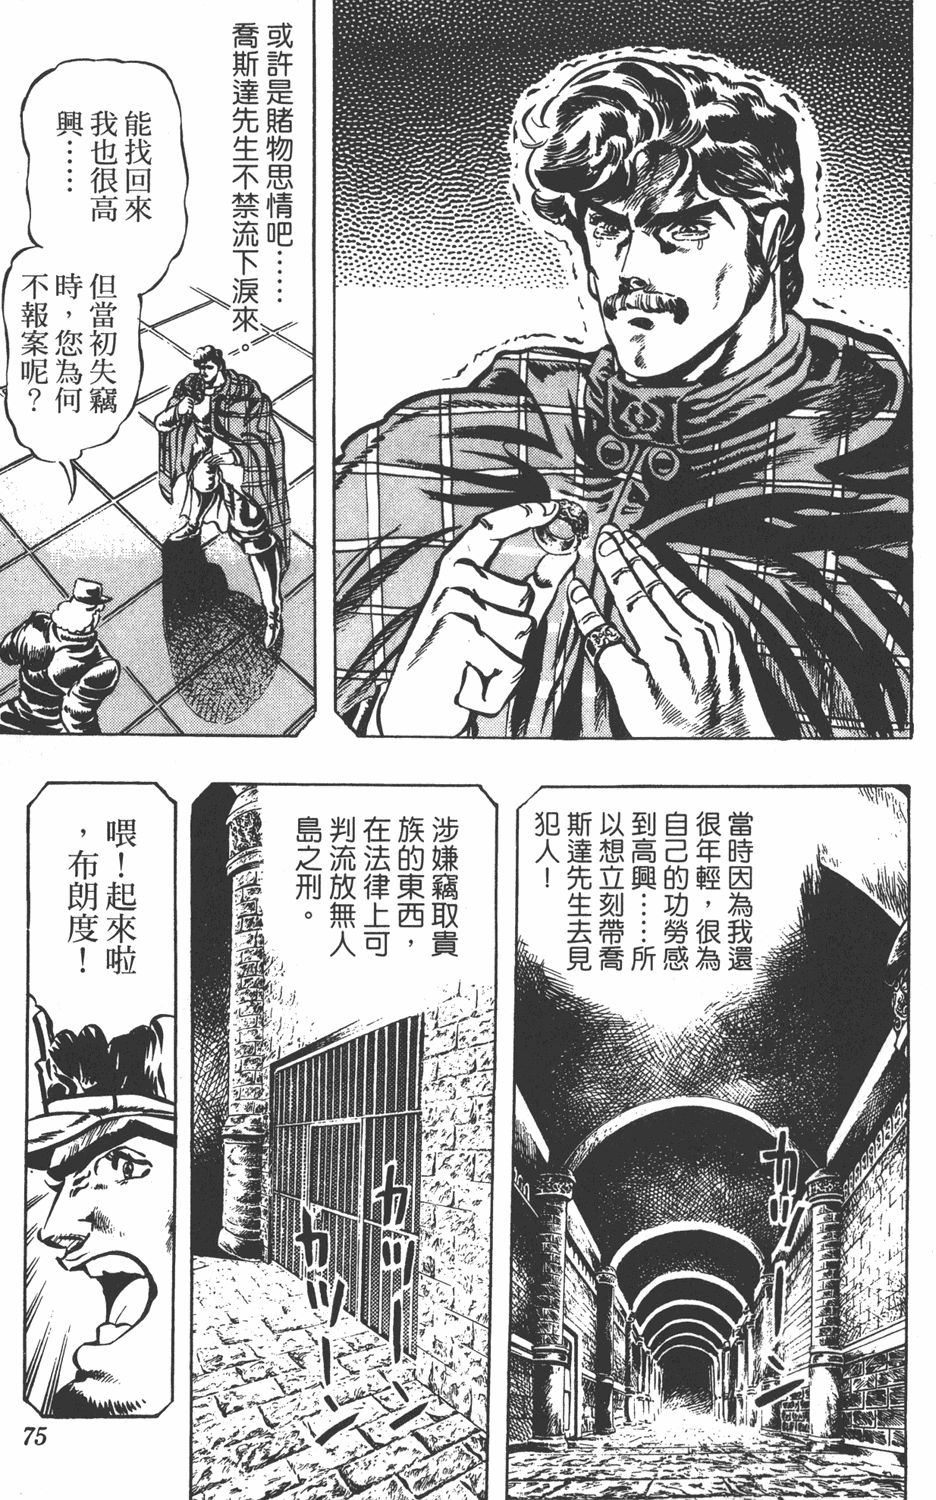 或許是賭物思情吧……
喬斯達先生不禁流下淚來。
能找回來
我也很高
興……
但當初失竊
時，您為何
不報案呢？
當時因為我還
很年輕，很為
自己的功勞感
到高興……所
以想立刻帶喬
斯達先生去見
犯人！
カツ
カツ
涉嫌竊取貴
族的東西，
在法律上可
判流放無人
島之刑。
カツーン
カツーン
喂！起來啦
，布朗度！
75